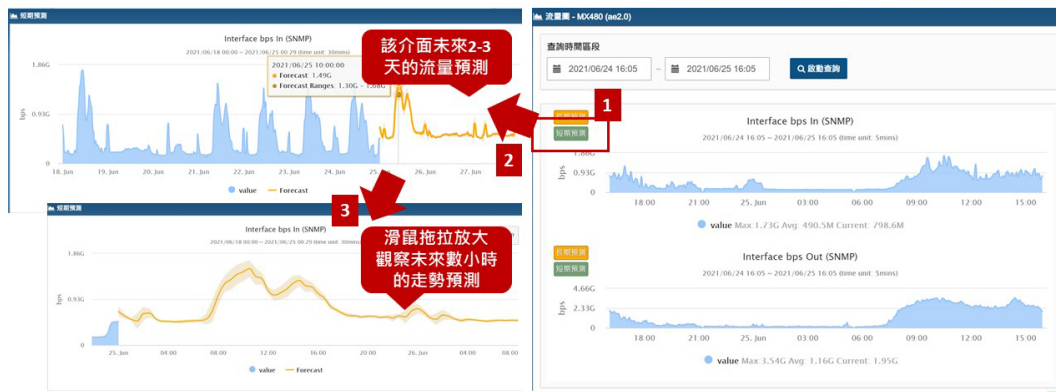 短期預測
Interface bps In (SNMP)
2021/06/18 00:00 ~ 2021/06/25 00:29 (time unit: 30mins)
2021/06/25 10:00:00
Forecast: 1.49G
Forecast Ranges: 1.30G - 1.68G
該介面未來2-3
天的流量預測
1.86G
0.93G
0
bps
18. Jun
19. Jun
20. Jun
21. Jun
22. Jun
23. Jun
24. Jun
26. Jun
27. Jun
value
Forecast
2
3
短期預測
Interface bps In (SNMP)
2021/06/18 00:00 ~ 2021/06/25 00:29 (time unit: 30mins)
滑鼠拖拉放大
觀察未來數小時
的走勢預測
1.86G
0.93G
0
bps
25. Jun
04:00
08:00
12:00
16:00
20:00
26. Jun
04:00
08:00
value
Forecast
流量圖 - MX480 (ae2.0)
查詢時間區段
2021/06/24 16:05
~
2021/06/25 16:05
啟動查詢
1
長期預測
短期預測
Interface bps In (SNMP)
2021/06/24 16:05 ~ 2021/06/25 16:05 (time unit: 5mins)
1.86G
0.93G
0
bps
18:00
21:00
25. Jun
03:00
06:00
09:00
12:00
15:00
value Max: 1.73G Avg: 490.5M Current: 798.6M
長期預測
短期預測
Interface bps Out (SNMP)
2021/06/24 16:05 ~ 2021/06/25 16:05 (time unit: 5mins)
4.66G
2.33G
0
bps
18:00
21:00
25. Jun
03:00
06:00
09:00
12:00
15:00
value Max: 3.54G Avg: 1.16G Current: 1.95G